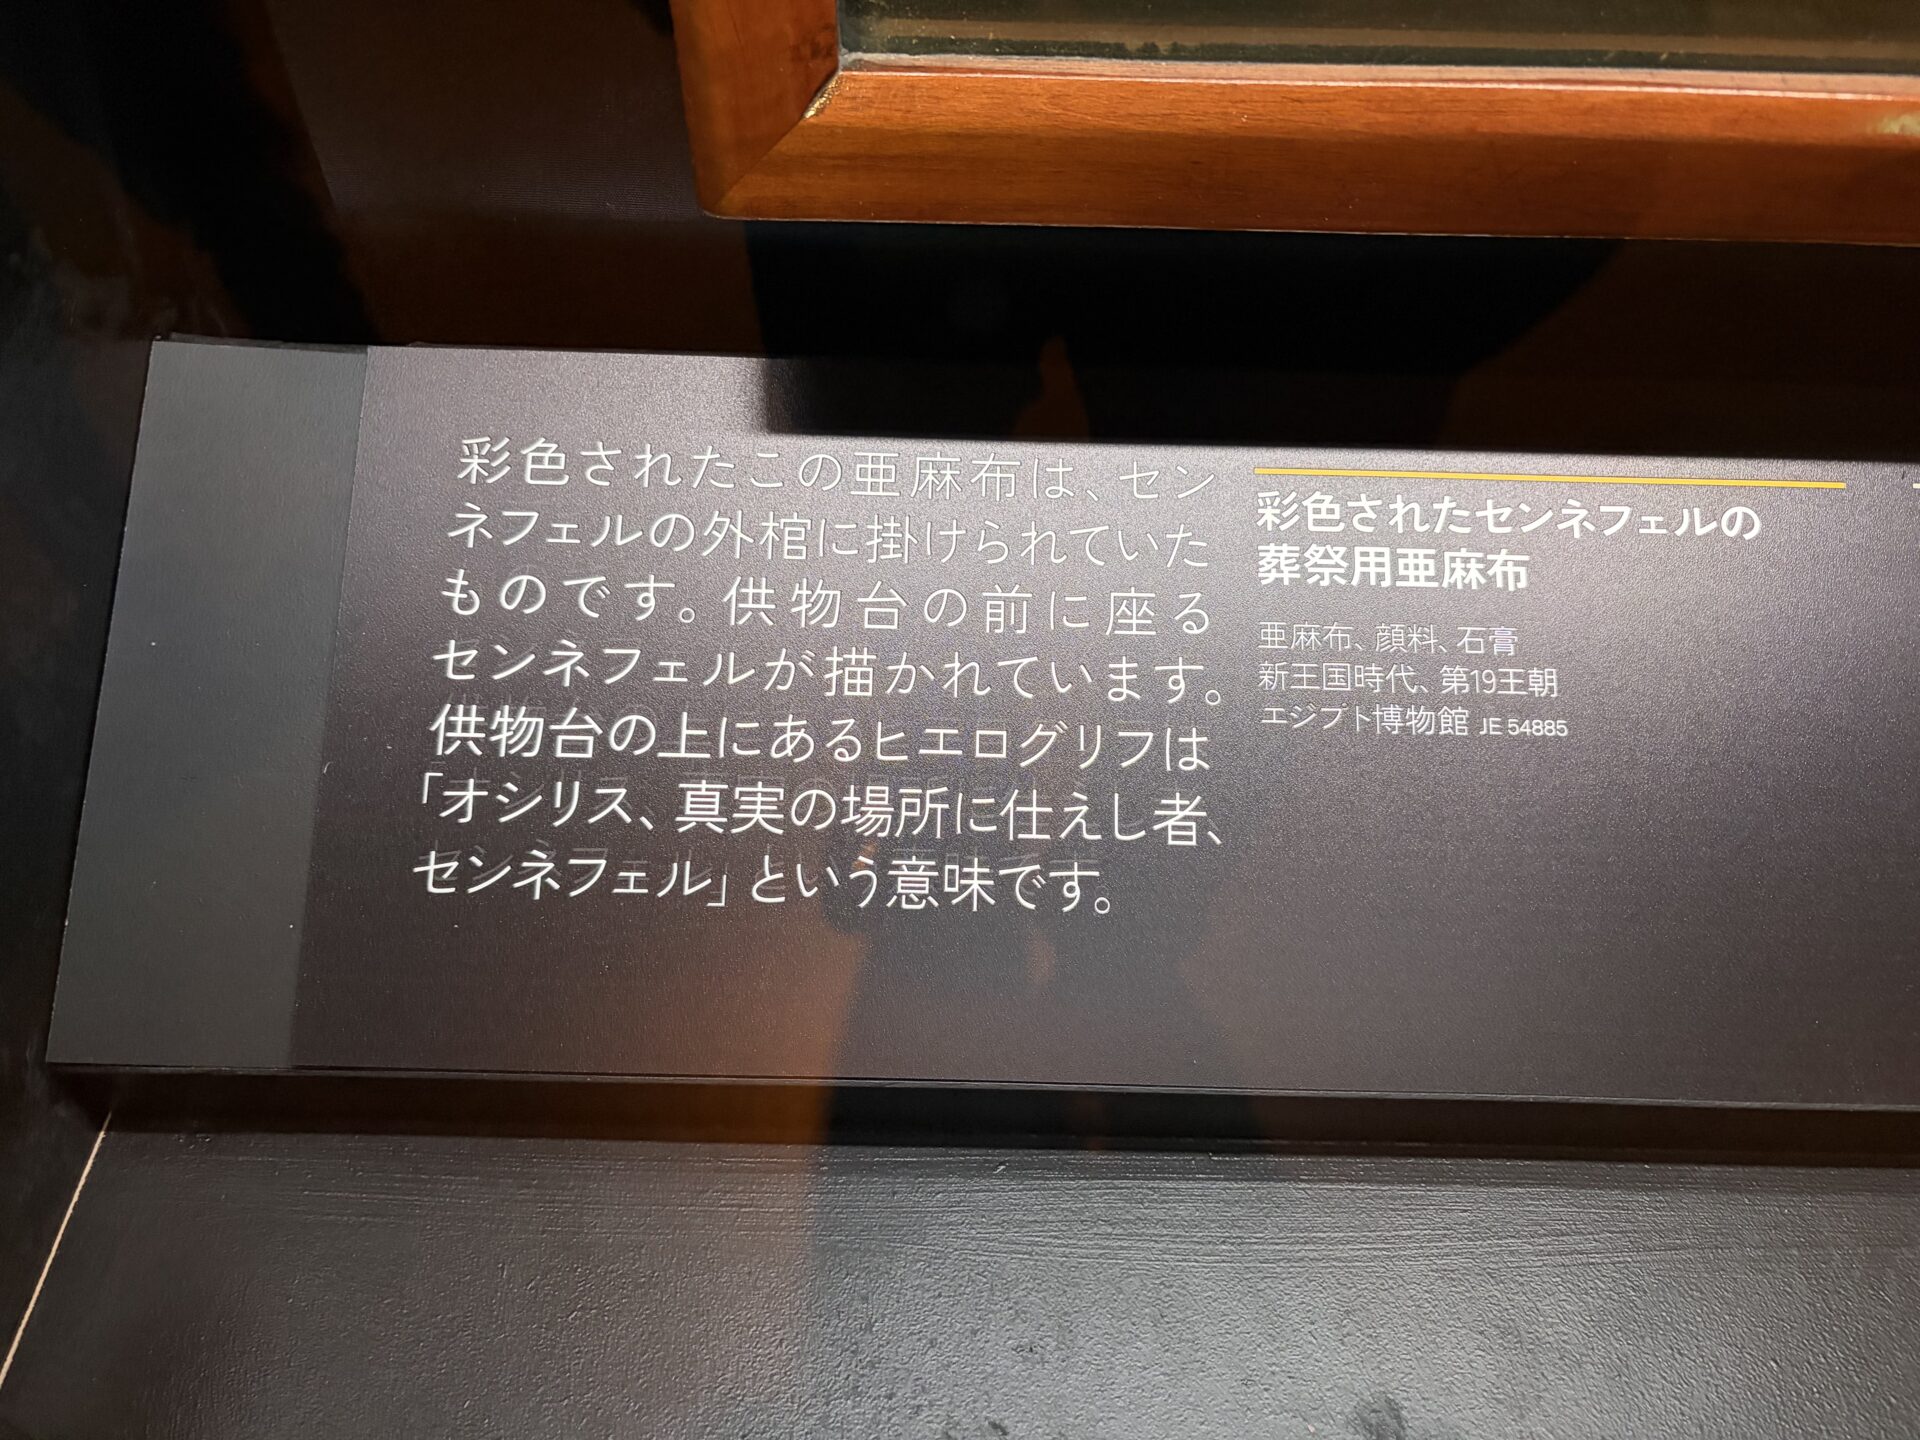 彩色されたこの亜麻布は、セン
ネフェルの外棺に掛けられていた
ものです。供物台の前に座る
センネフェルが描かれています。
供物台の上にあるヒエログリフは
「オシリス、真実の場所に仕えし者、
センネフェル」という意味です。
彩色されたセンネフェルの
葬祭用亜麻布
亜麻布、顔料、石膏
新王国時代、第19王朝
エジプト博物館 JE 54885